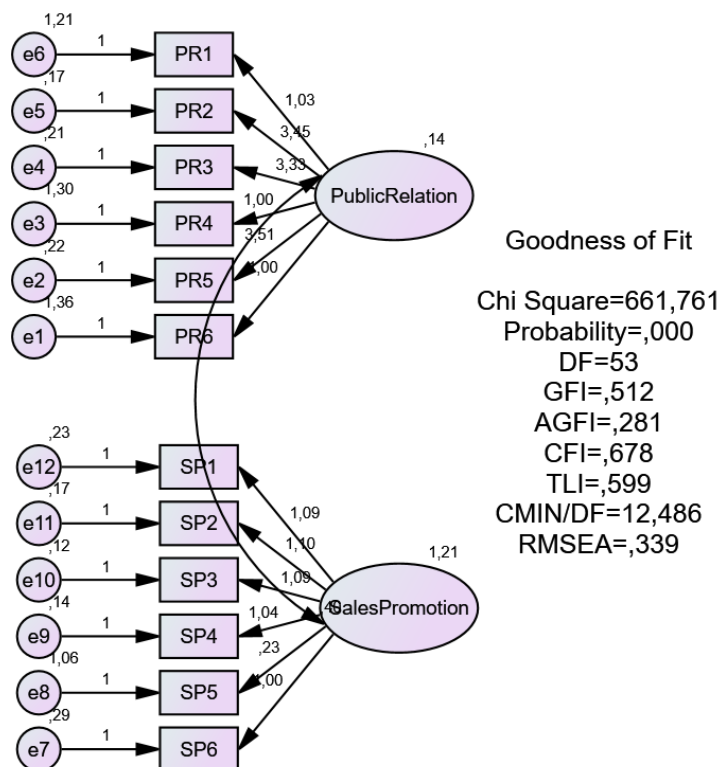 1,21
e6
1
PR1
,17
e5
1
PR2
,21
e4
1
PR3
1,30
e3
1
PR4
,22
e2
1
PR5
1,36
e1
1
PR6
1,03
3,45
3,33
1,00
3,51
1,00
,14
PublicRelation
,23
e12
1
SP1
,17
e11
1
SP2
,12
e10
1
SP3
,14
e9
1
SP4
1,06
e8
1
SP5
,29
e7
1
SP6
1,09
1,10
1,09
1,04
,23
1,00
1,21
SalesPromotion
Goodness of Fit
Chi Square=661,761
Probability=,000
DF=53
GFI=,512
AGFI=,281
CFI=,678
TLI=,599
CMIN/DF=12,486
RMSEA=,339